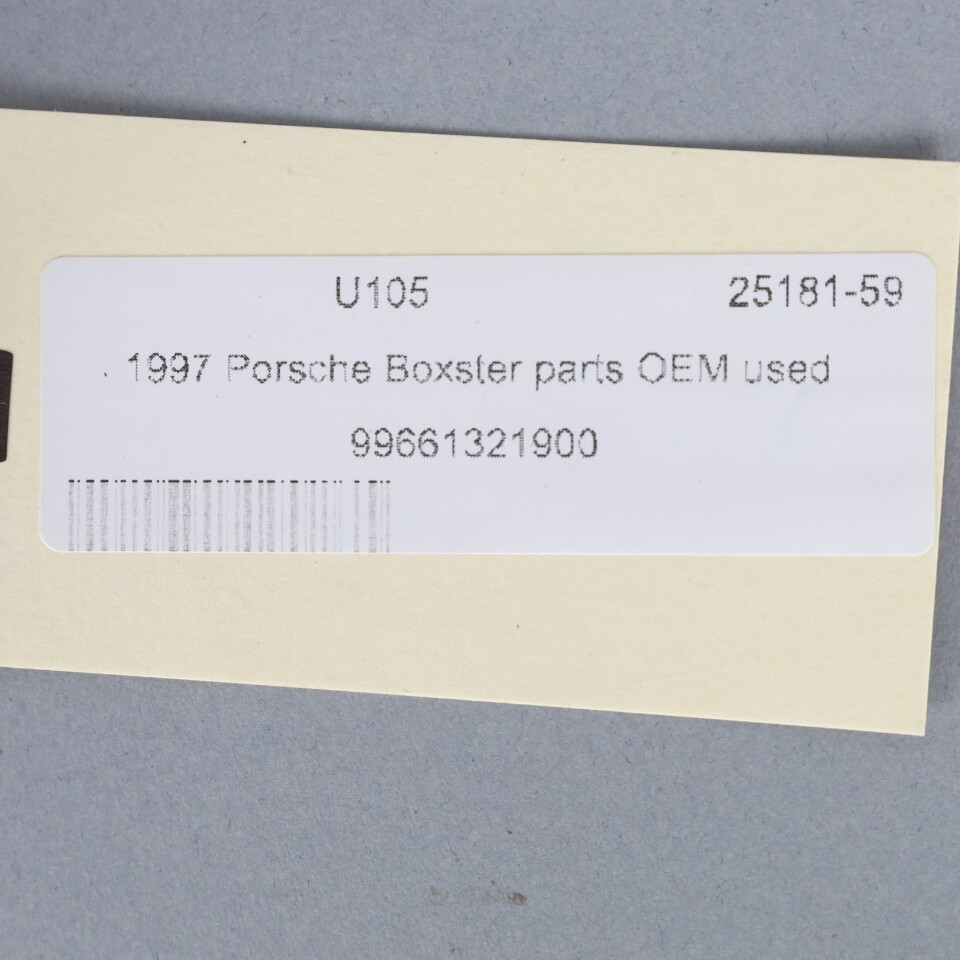 U105 25181-59
1997 Porsche Boxster parts OEM used
99661321900